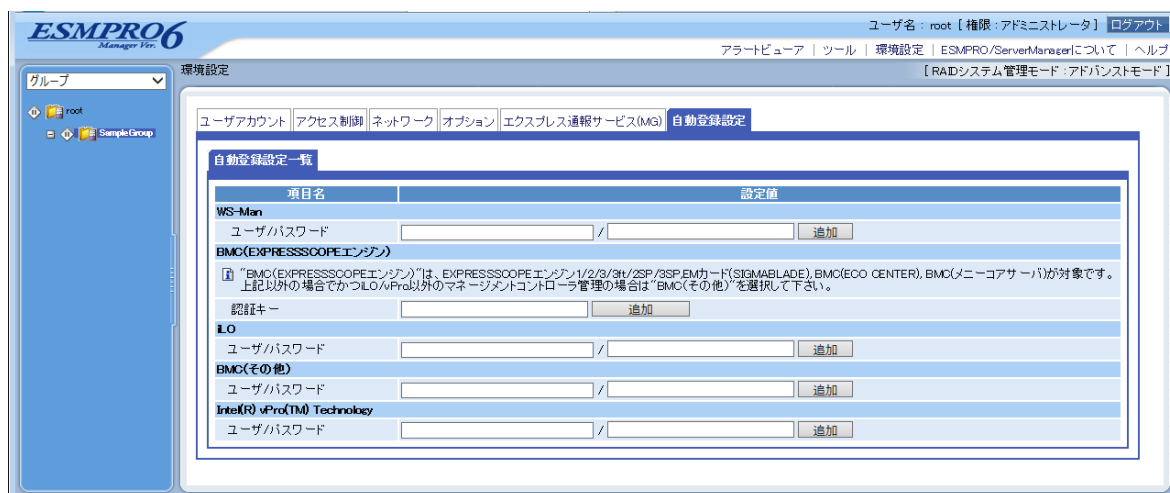 ESMPRO6
Manager Ver.
ユーザ名 : root [ 権限 : アドミニストレータ ] ログアウト
アラートビューア | ツール | 環境設定 | ESMPRO/ServerManagerについて | ヘルプ
グループ
環境設定
[ RAIDシステム管理モード : アドバンストモード ]
root
SampleGroup
ユーザアカウント アクセス制御 ネットワーク オプション エクスプレス通報サービス(MG) 自動登録設定
自動登録設定一覧
項目名 設定値
WS-Man
ユーザ/パスワード / 追加
BMC(EXPRESSSCOPEエンジン)
"BMC(EXPRESSSCOPEエンジン)"は、EXPRESSSCOPEエンジン1/2/3/3ft/2SP/3SP,EMカード(SIGMABLADE), BMC(ECO CENTER), BMC(メニーコアサーバ)が対象です。
上記以外の場合でかつiLO/vPro以外のマネージメントコントローラ管理の場合は"BMC(その他)"を選択して下さい。
認証キー 追加
iLO
ユーザ/パスワード / 追加
BMC(その他)
ユーザ/パスワード / 追加
Intel(R) vPro(TM) Technology
ユーザ/パスワード / 追加